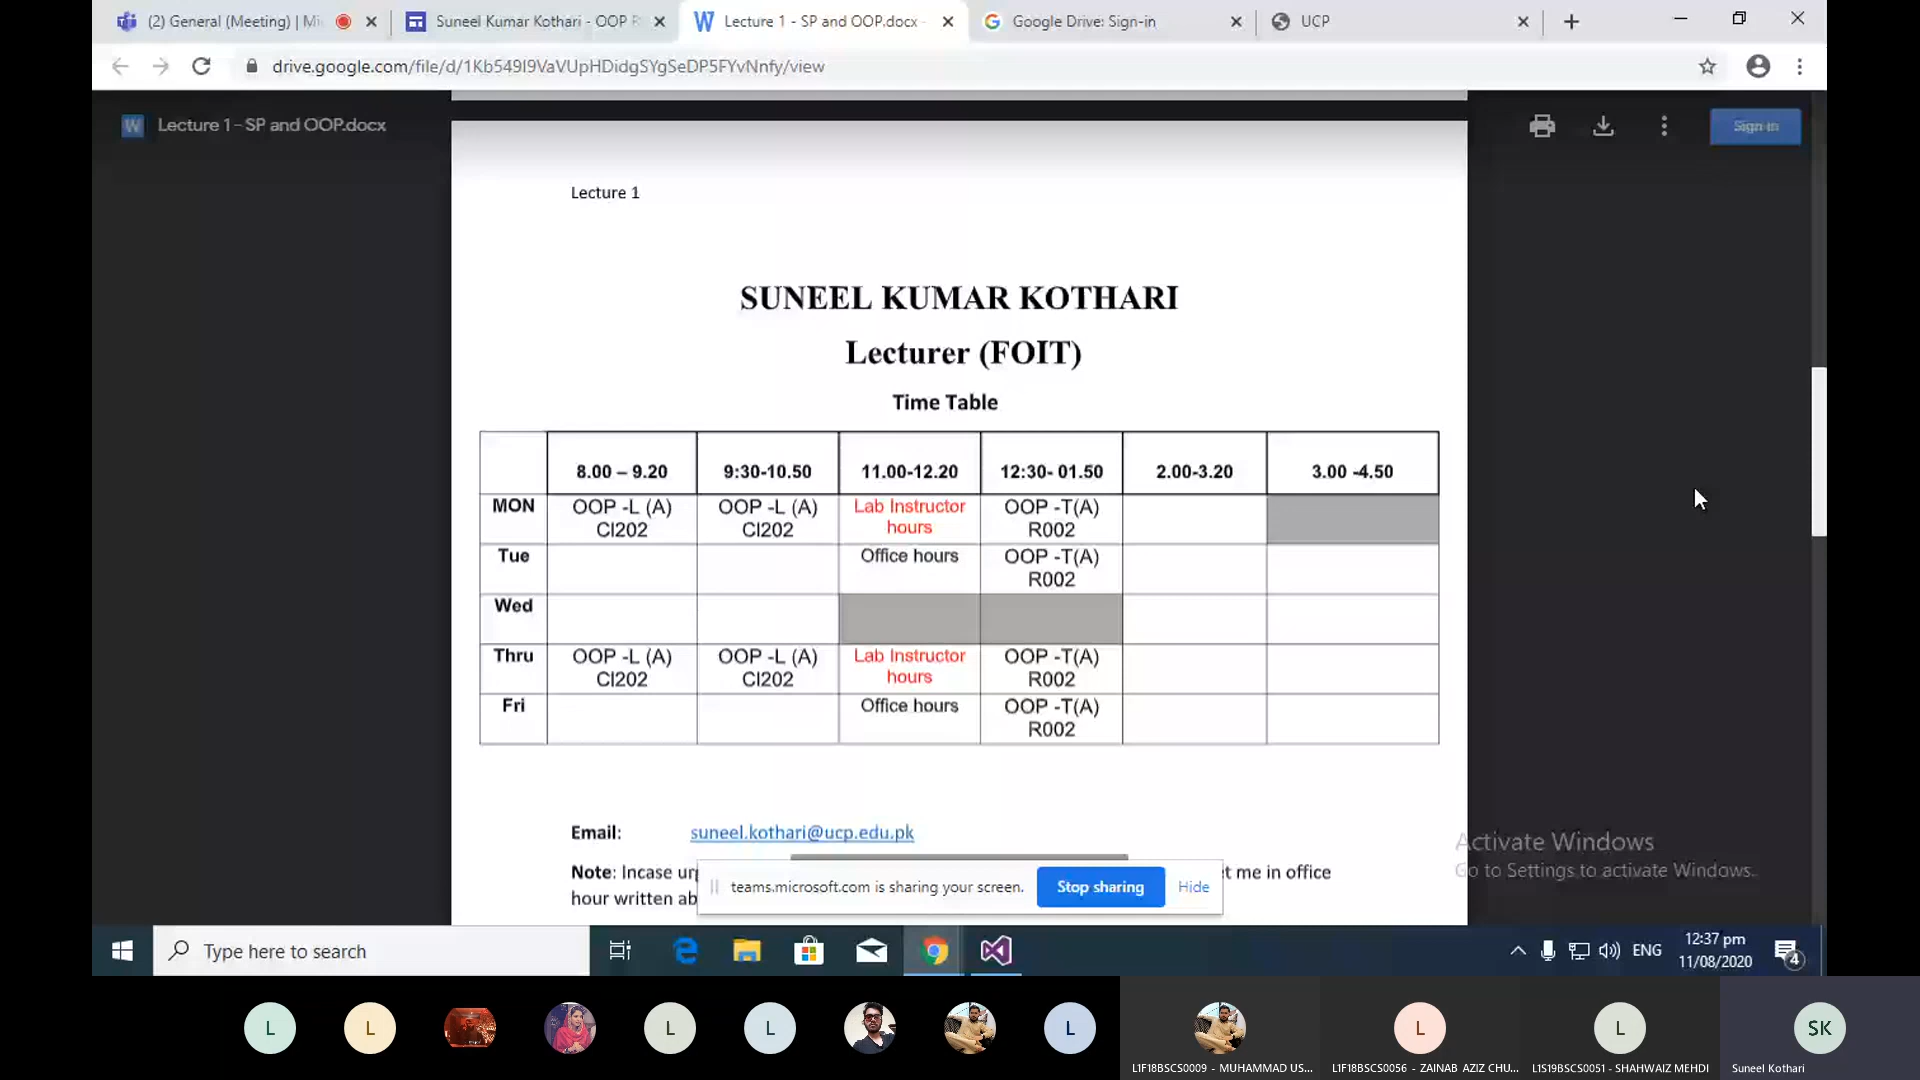 (2) General (Meeting) | Mi
Suneel Kumar Kothari - OOP
Lecture 1 - SP and OOP.docx -
Google Drive: Sign-in
UCP
drive.google.com/file/d/1Kb549I9VaVUpHDidgSYgSeDP5FYvNnfy/view
Lecture 1 - SP and OOP.docx
Sign in
Lecture 1
SUNEEL KUMAR KOTHARI
Lecturer (FOIT)
Time Table
8.00 – 9.20 9:30-10.50 11.00-12.20 12:30- 01.50 2.00-3.20 3.00 -4.50
MON OOP -L (A) OOP -L (A) Lab Instructor OOP -T(A)
CI202 CI202 hours R002
Tue Office hours OOP -T(A)
R002
Wed
Thru OOP -L (A) OOP -L (A) Lab Instructor OOP -T(A)
CI202 CI202 hours R002
Fri Office hours OOP -T(A)
R002
Email: suneel.kothari@ucp.edu.pk
Note: Incase t me in office
hour written
teams.microsoft.com is sharing your screen. Stop sharing Hide
Activate Windows
Go to Settings to activate Windows.
Type here to search
ENG
12:37 pm
11/08/2020
4
L
L
L
L
L
L
L
SK
L1F18BSCS0009 - MUHAMMAD US...
L1F18BSCS0056 - ZAINAB AZIZ CHU...
L1S19BSCS0051 - SHAHWAIZ MEHDI
Suneel Kothari